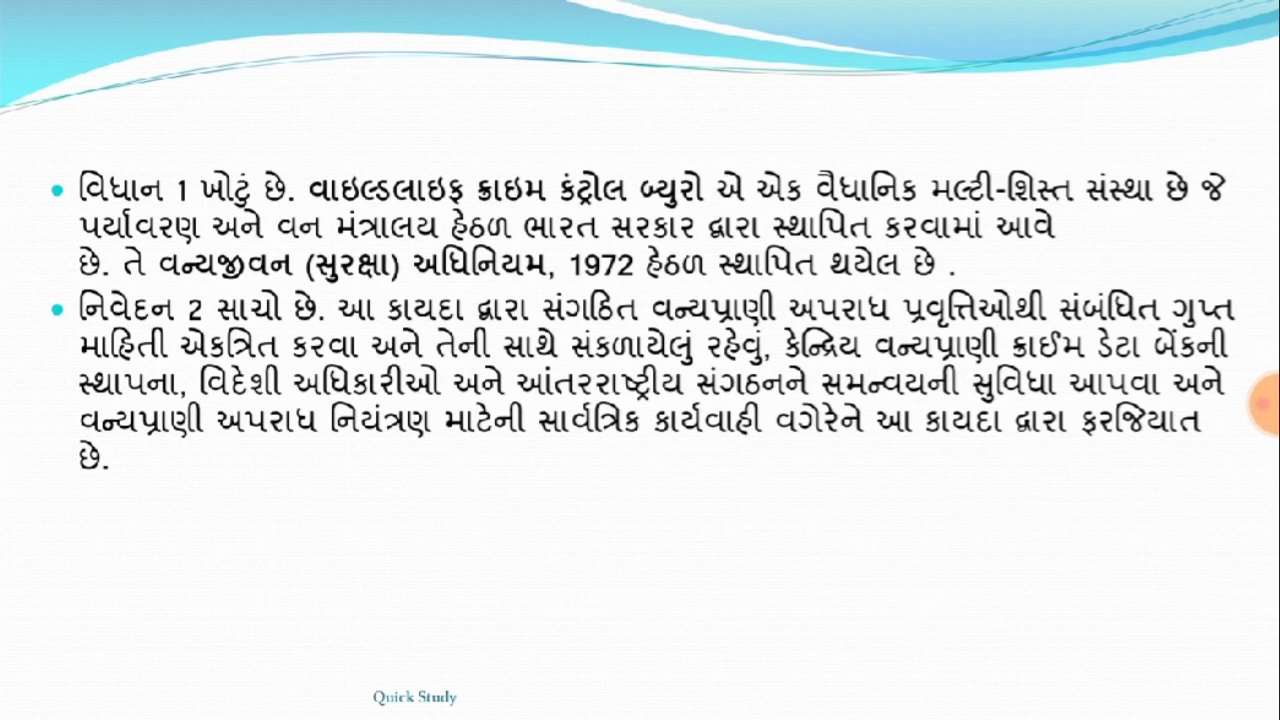 • વિધાન 1 ખોટું છે. વાઇલ્ડલાઇફ ક્રાઇમ કંટ્રોલ બ્યુરો એ એક વૈધાનિક મલ્ટી-શિસ્ત સંસ્થા છે જે
પર્યાવરણ અને વન મંત્રાલય હેઠળ ભારત સરકાર દ્વારા સ્થાપિત કરવામાં આવે
છે. તે વન્યજીવન (સુરક્ષા) અધિનિયમ, 1972 હેઠળ સ્થાપિત થયેલ છે .
• નિવેદન 2 સાચો છે. આ કાયદા દ્વારા સંગઠિત વન્યપ્રાણી અપરાધ પ્રવૃત્તિઓથી સંબંધિત ગુપ્ત
માહિતી એકત્રિત કરવા અને તેની સાથે સંકળાયેલું રહેવું, કેન્દ્રિય વન્યપ્રાણી ક્રાઈમ ડેટા બેંકની
સ્થાપના, વિદેશી અધિકારીઓ અને આંતરરાષ્ટ્રીય સંગઠનને સમન્વયની સુવિધા આપવા અને
વન્યપ્રાણી અપરાધ નિયંત્રણ માટેની સાર્વત્રિક કાર્યવાહી વગેરેને આ કાયદા દ્વારા ફરજિયાત
છે.
Quick Study